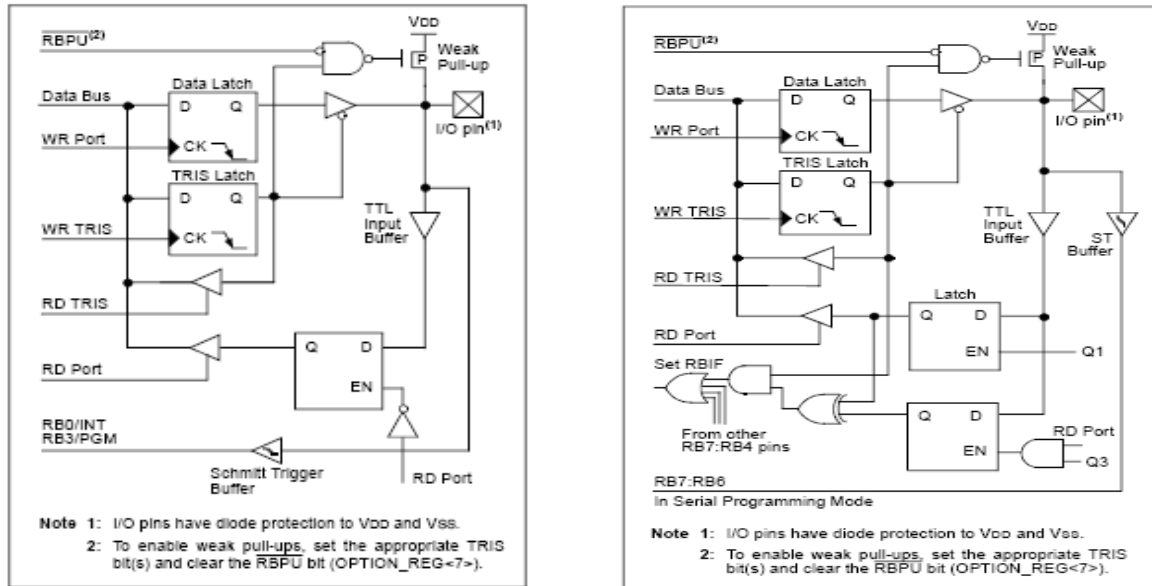 VDD
RBPU(2)
Weak
Pull-up
P
Data Latch
Data Bus
D Q
I/O pin(1)
WR Port
CK
TRIS Latch
D Q
TTL
Input
Buffer
WR TRIS
CK
RD TRIS
Q D
RD Port
EN
RB0/INT
RB3/PGM
Schmitt Trigger
Buffer
RD Port
Note 1: I/O pins have diode protection to VDD and VSS.
2: To enable weak pull-ups, set the appropriate TRIS
bit(s) and clear the RBPU bit (OPTION_REG<7>).
VDD
RBPU(2)
Weak
Pull-up
P
Data Latch
Data Bus
D Q
I/O pin(1)
WR Port
CK
TRIS Latch
D Q
WR TRIS
CK
TTL
Input
Buffer
ST
Buffer
RD TRIS
Latch
Q D
RD Port
EN
Q1
Set RBIF
Q D
From other
RB7:RB4 pins
RD Port
EN
Q3
RB7:RB6
In Serial Programming Mode
Note 1: I/O pins have diode protection to VDD and VSS.
2: To enable weak pull-ups, set the appropriate TRIS
bit(s) and clear the RBPU bit (OPTION_REG<7>).